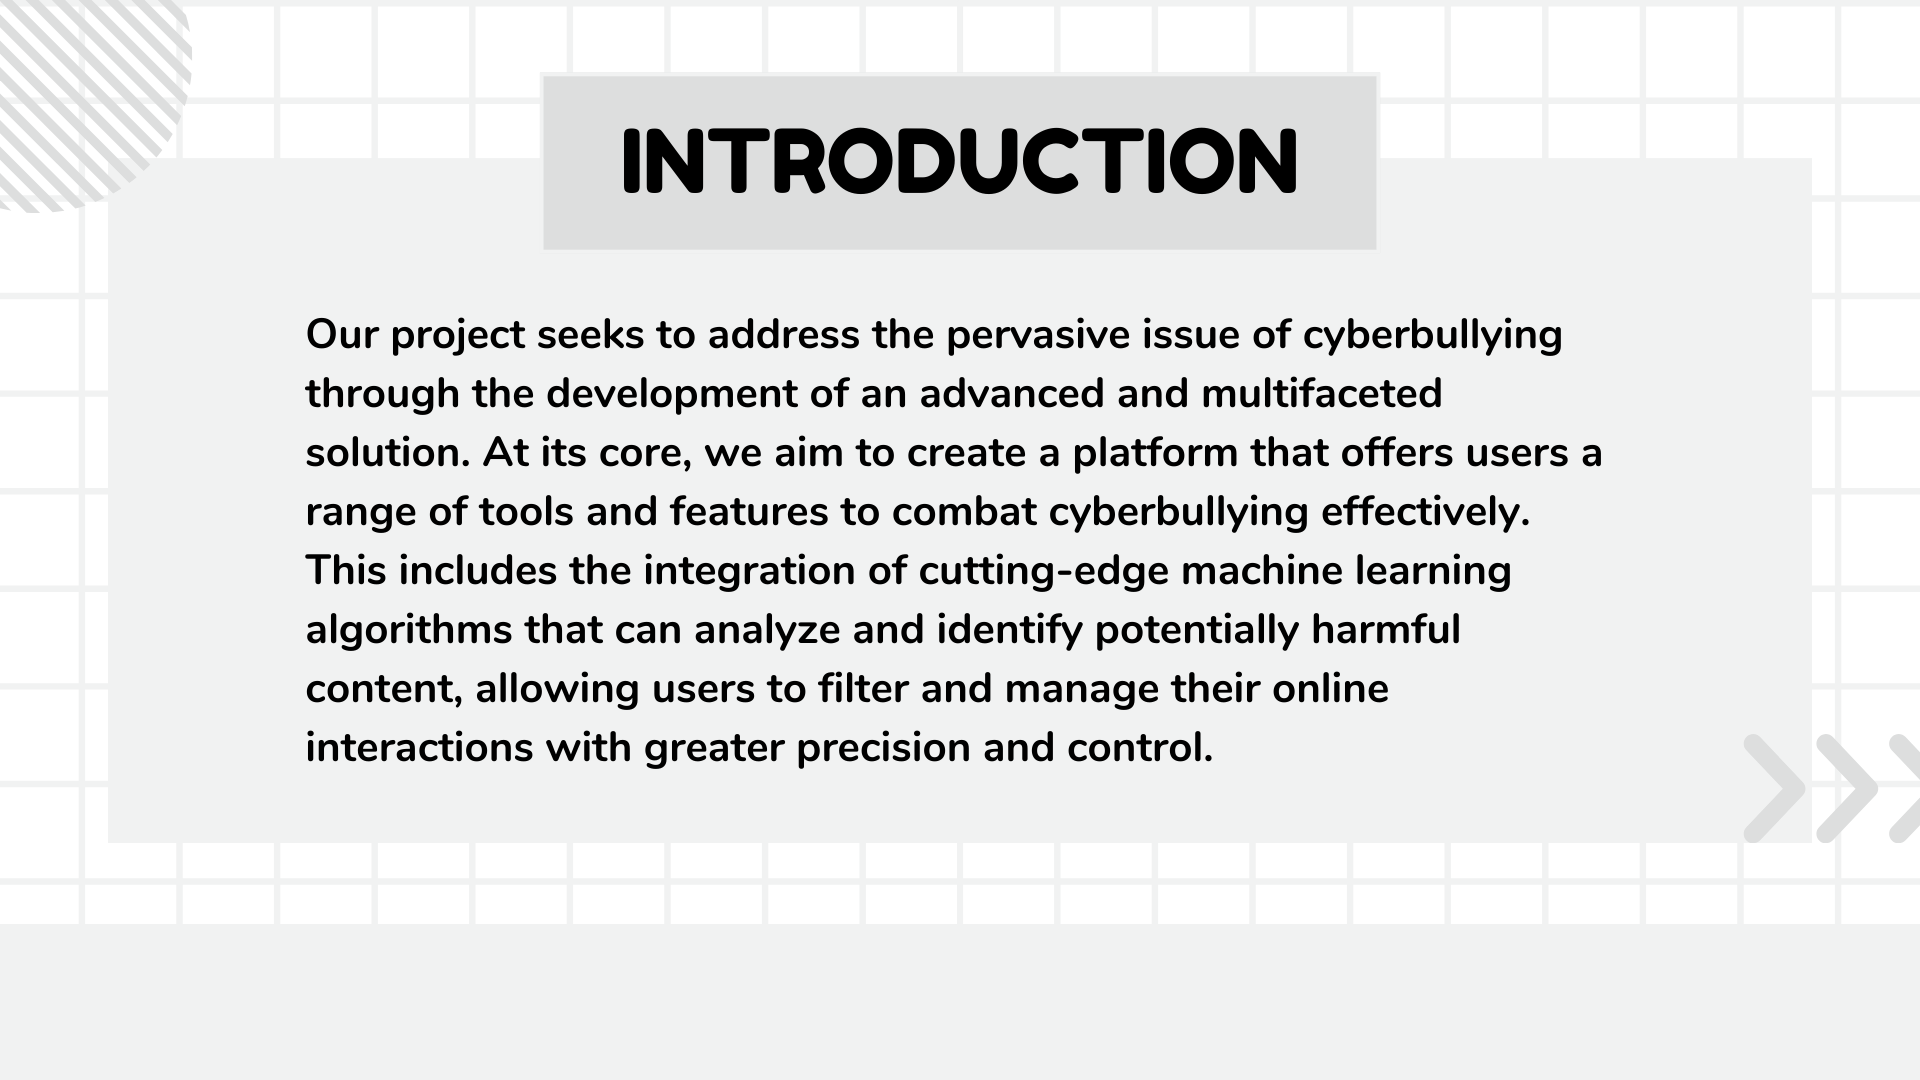 INTRODUCTION
Our project seeks to address the pervasive issue of cyberbullying
through the development of an advanced and multifaceted
solution. At its core, we aim to create a platform that offers users a
range of tools and features to combat cyberbullying effectively.
This includes the integration of cutting-edge machine learning
algorithms that can analyze and identify potentially harmful
content, allowing users to filter and manage their online
interactions with greater precision and control.